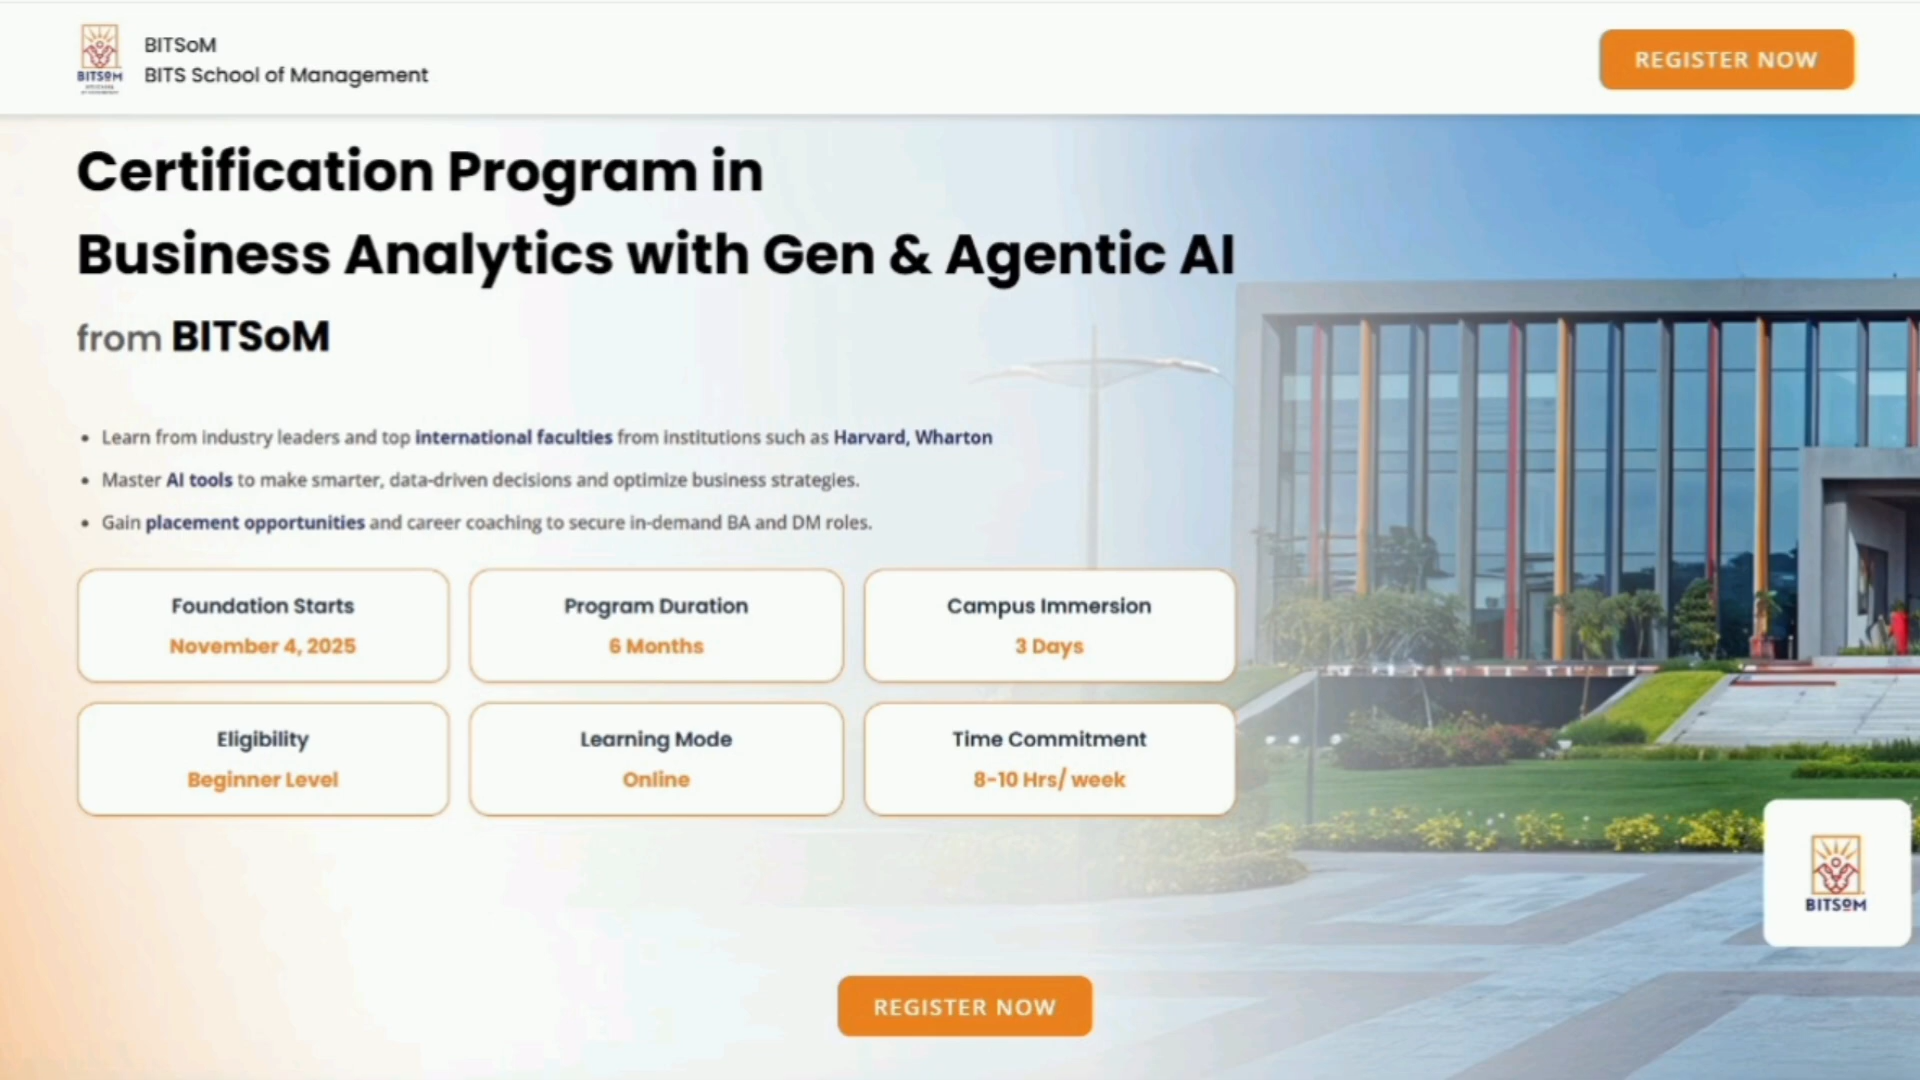 BITSoM
BITS School of Management
BITSOM
REGISTER NOW
Certification Program in
Business Analytics with Gen & Agentic AI
from BITSoM
• Learn from industry leaders and top international faculties from institutions such as Harvard, Wharton
• Master AI tools to make smarter, data-driven decisions and optimize business strategies.
• Gain placement opportunities and career coaching to secure in-demand BA and DM roles.
Foundation Starts
November 4, 2025
Program Duration
6 Months
Campus Immersion
3 Days
Eligibility
Beginner Level
Learning Mode
Online
Time Commitment
8-10 Hrs/ week
BITSOM
REGISTER NOW